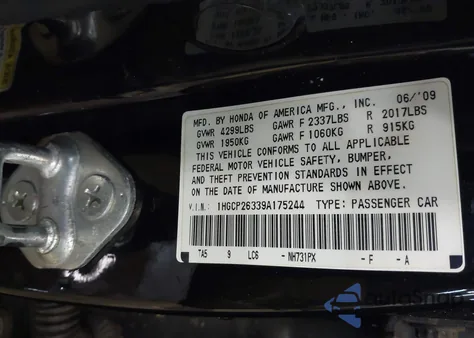 MFD. BY HONDA OF AMERICA MFG., INC. 06/'09
GVWR 4299LBS GAWR F 2337LBS R 2017LBS
GVWR 1950KG GAWR F 1060KG R 915KG
THIS VEHICLE CONFORMS TO ALL APPLICABLE
FEDERAL MOTOR VEHICLE SAFETY, BUMPER,
AND THEFT PREVENTION STANDARDS IN EFFECT
ON THE DATE OF MANUFACTURE SHOWN ABOVE.
V.I.N: 1HGCP26339A175244 TYPE: PASSENGER CAR
TA5 9 LC6 - NH731PX - F - A